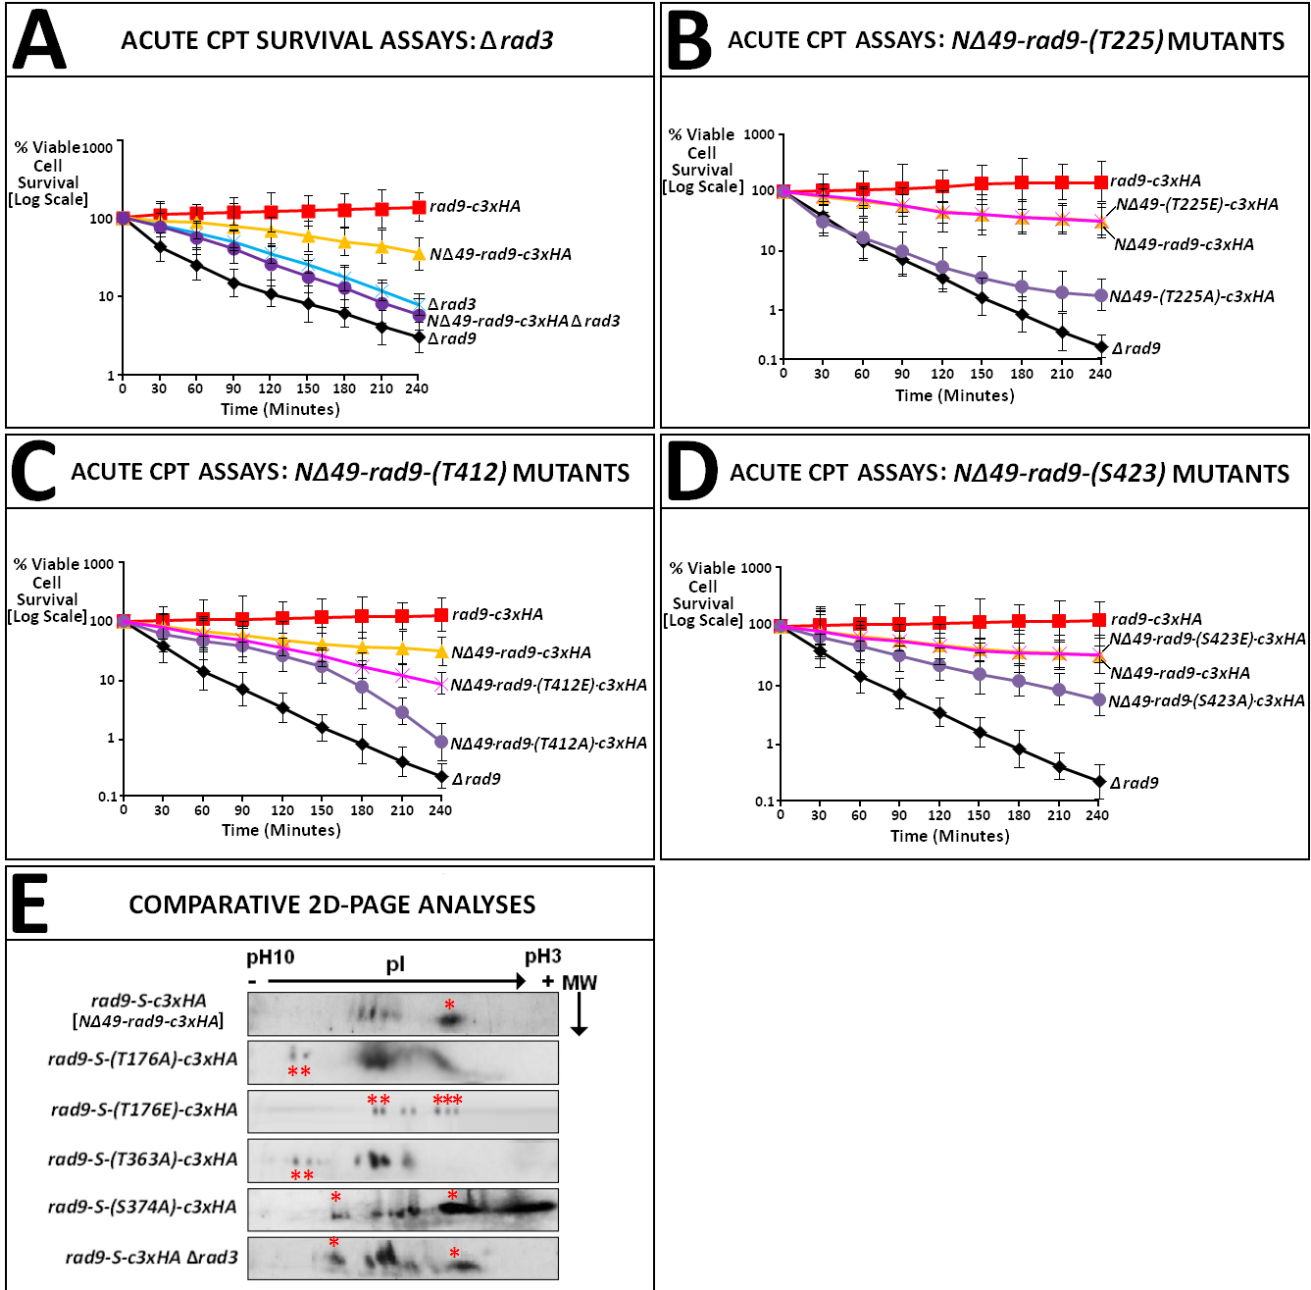 A ACUTE CPT SURVIVAL ASSAYS: Δrad3
% Viable
Cell
Survival
[Log Scale]
1000
100
10
1
0 30 60 90 120 150 180 210 240
Time (Minutes)
rad9-c3xHA
NΔ49-rad9-c3xHA
Δrad3
NΔ49-rad9-c3xHAΔrad3
Δrad9
B ACUTE CPT ASSAYS: NΔ49-rad9-(T225) MUTANTS
% Viable
Cell
Survival
[Log Scale]
1000
100
10
1
0.1
0 30 60 90 120 150 180 210 240
Time (Minutes)
rad9-c3xHA
NΔ49-(T225E)-c3xHA
NΔ49-rad9-c3xHA
NΔ49-(T225A)-c3xHA
Δrad9
C ACUTE CPT ASSAYS: NΔ49-rad9-(T412) MUTANTS
% Viable
Cell
Survival
[Log Scale]
1000
100
10
1
0.1
0 30 60 90 120 150 180 210 240
Time (Minutes)
rad9-c3xHA
NΔ49-rad9-c3xHA
NΔ49-rad9-(T412E)-c3xHA
NΔ49-rad9-(T412A)-c3xHA
Δrad9
D ACUTE CPT ASSAYS: NΔ49-rad9-(S423) MUTANTS
% Viable
Cell
Survival
[Log Scale]
1000
100
10
1
0.1
0 30 60 90 120 150 180 210 240
Time (Minutes)
rad9-c3xHA
NΔ49-rad9-(S423E)-c3xHA
NΔ49-rad9-c3xHA
NΔ49-rad9-(S423A)-c3xHA
Δrad9
E COMPARATIVE 2D-PAGE ANALYSES
pH10 pI pH3
- + MW
rad9-S-c3xHA
[NΔ49-rad9-c3xHA]
*
rad9-S-(T176A)-c3xHA
**
rad9-S-(T176E)-c3xHA
** ***
rad9-S-(T363A)-c3xHA
**
rad9-S-(S374A)-c3xHA
* *
rad9-S-c3xHA Δrad3
* *